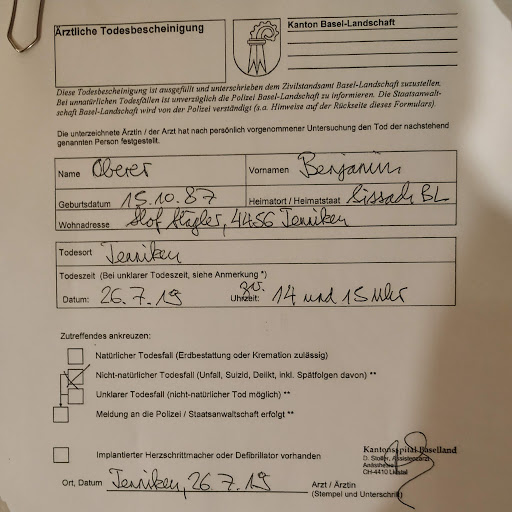 Ärztliche Todesbescheinigung
Kanton Basel-Landschaft
Diese Todesbescheinigung ist ausgefüllt und unterschrieben dem Zivilstandsamt Basel-Landschaft zuzustellen.
Bei unnatürlichen Todesfällen ist unverzüglich die Polizei Basel-Landschaft zu informieren. Die Staatsanwalt-
schaft Basel-Landschaft wird von der Polizei verständigt (s.a. Hinweise auf der Rückseite dieses Formulars).
Die unterzeichnete Ärztin / der Arzt hat nach persönlich vorgenommener Untersuchung den Tod der nachstehend
genannten Person festgestellt.
Name Oberer Vornamen Benjamin
Geburtsdatum 15.10.87 Heimatort / Heimatstaat Sissach BL
Wohnadresse Hof Stigler, 4456 Tenniken
Todesort Tenniken
Todeszeit (Bei unklarer Todeszeit, siehe Anmerkung *)
Datum: 26.7.19 Uhrzeit: zw. 14 und 15 Uhr
Zutreffendes ankreuzen:
Natürlicher Todesfall (Erdbestattung oder Kremation zulässig)
Nicht-natürlicher Todesfall (Unfall, Suizid, Delikt, inkl. Spätfolgen davon) **
Unklarer Todesfall (nicht-natürlicher Tod möglich) **
Meldung an die Polizei / Staatsanwaltschaft erfolgt **
Implantierter Herzschrittmacher oder Defibrillator vorhanden
Kantonsspital Baselland
Assistenzarzt
Anästhesie
CH-4410 Liestal
Ort, Datum Tenniken, 26.7.19 Arzt / Ärztin
(Stempel und Unterschrift)